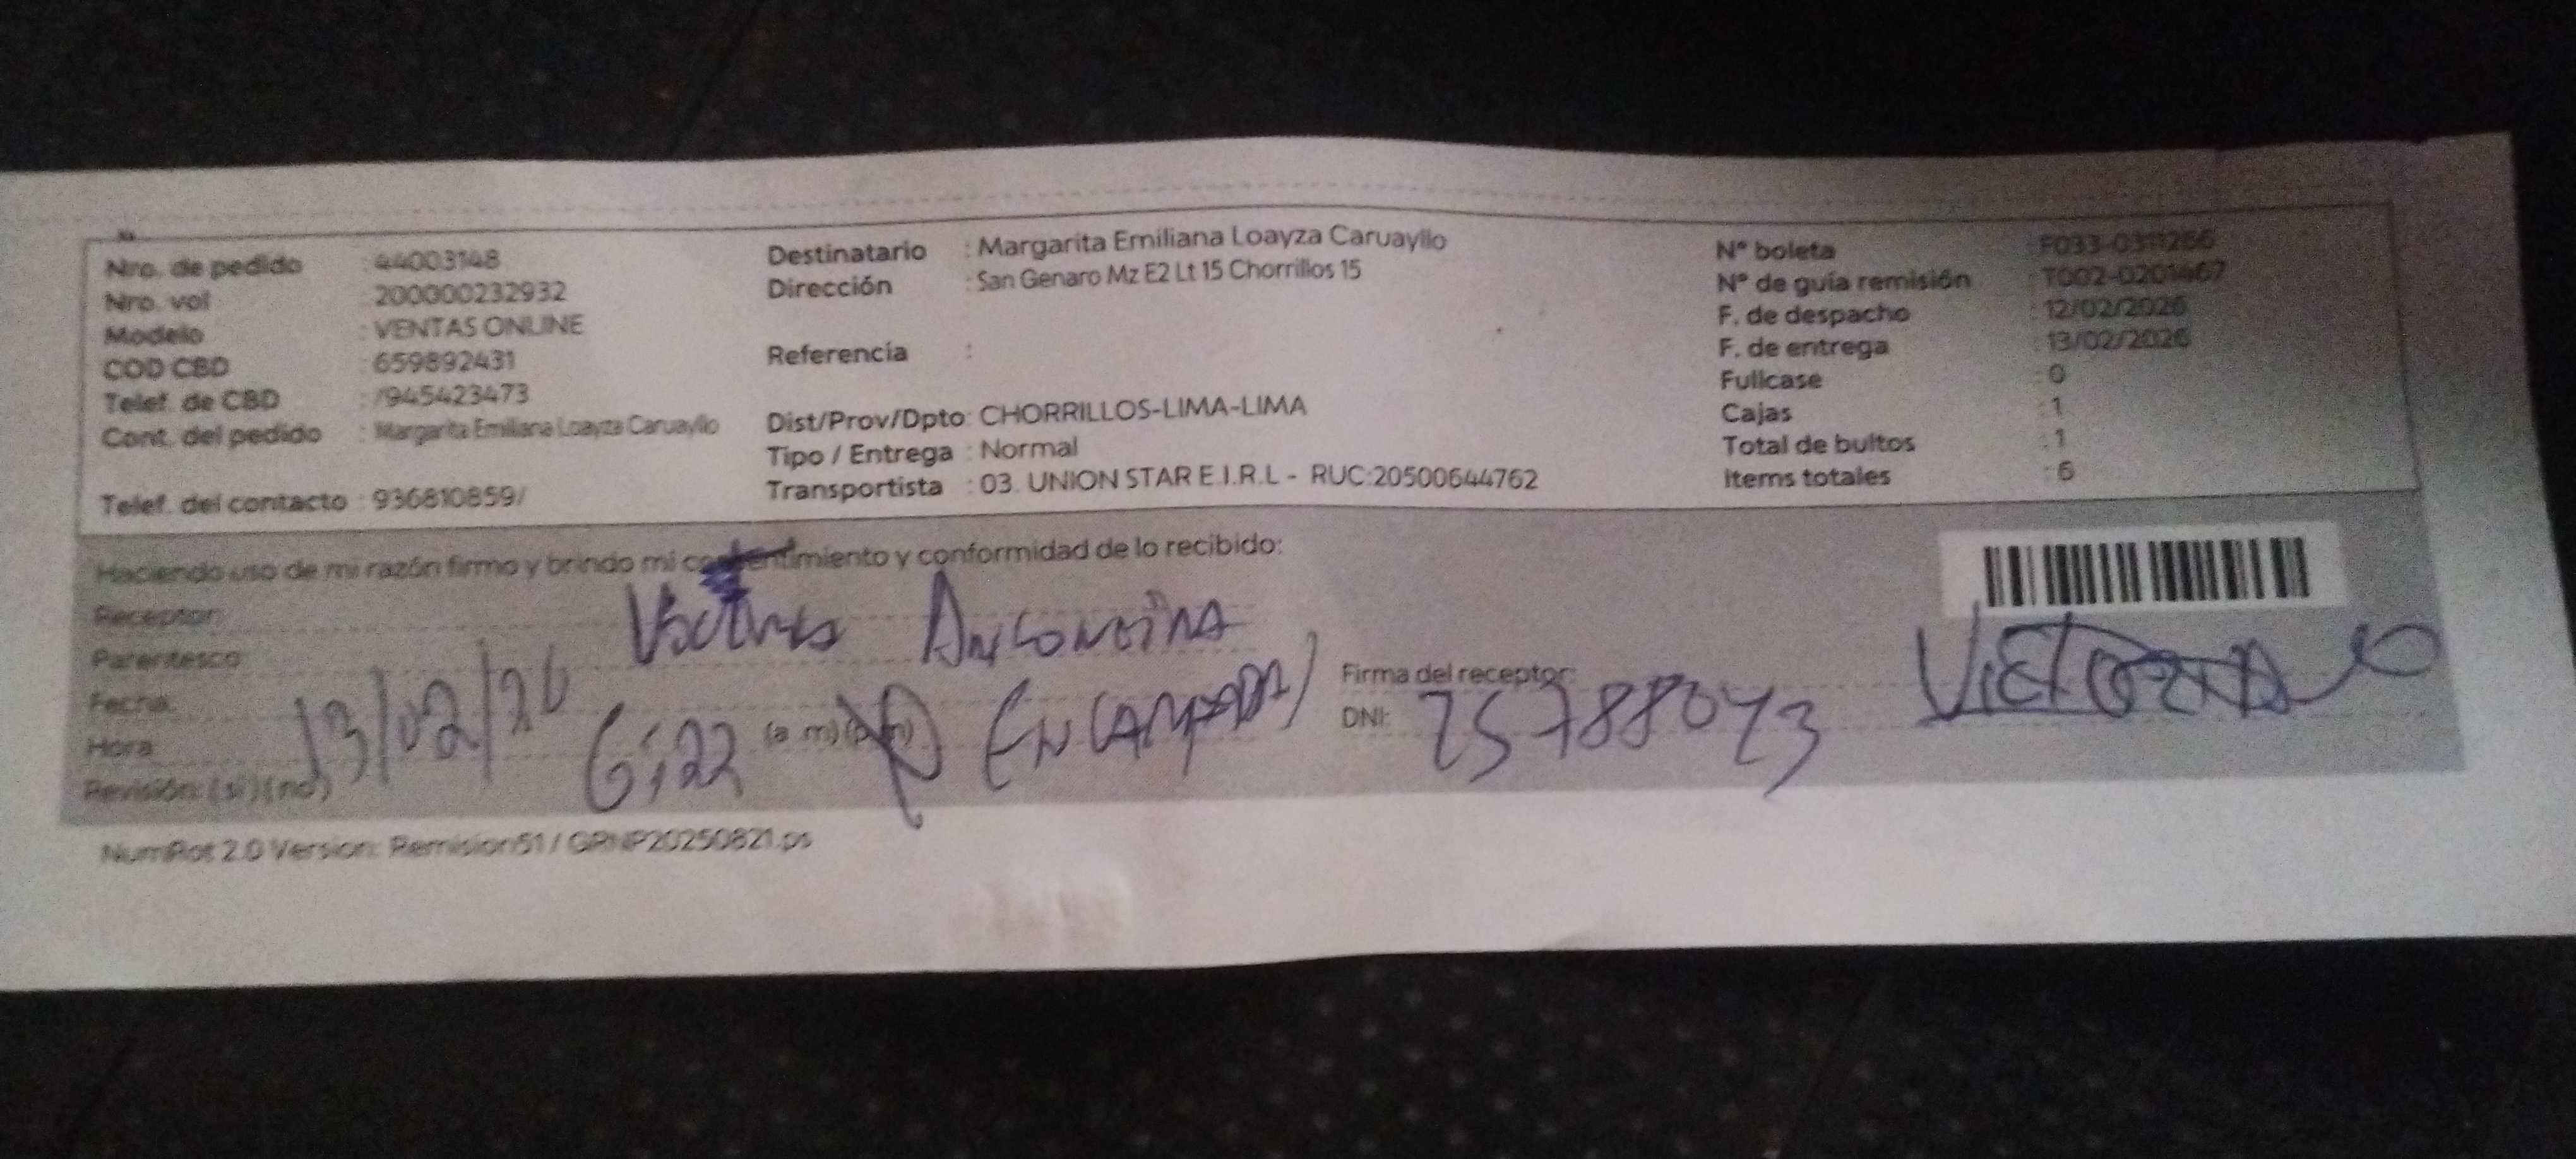 Nro. de pedido : 44003148
Nro. vol : 200000232932
Modelo : VENTAS ONLINE
COD CBD : 659892431
Telef. de CBD : /945423473
Cont. del pedido : Margarita Emiliana Loayza Caruayllo
Telef. del contacto : 936810859/
Destinatario : Margarita Emiliana Loayza Caruayllo
Dirección : San Genaro Mz E2 Lt 15 Chorrillos 15
Referencia :
Dist/Prov/Dpto: CHORRILLOS-LIMA-LIMA
Tipo / Entrega : Normal
Transportista : 03. UNION STAR E.I.R.L - RUC:20500644762
N° boleta : F033-0311266
N° de guía remisión : T002-0201467
F. de despacho : 12/02/2026
F. de entrega : 13/02/2026
Fullcase : 0
Cajas : 1
Total de bultos : 1
Items totales : 6
Haciendo uso de mi razón firmo y brindo mi consentimiento y conformidad de lo recibido:
Receptor:
Parentesco
Fecha: 13/02/26
Hora 6:22 (a m) (p m)
Revisión: (si) (no)
Firma del receptor:
DNI: 25788043
NumRot 2.0 Version: Remision51 / GRNP20250821.ps